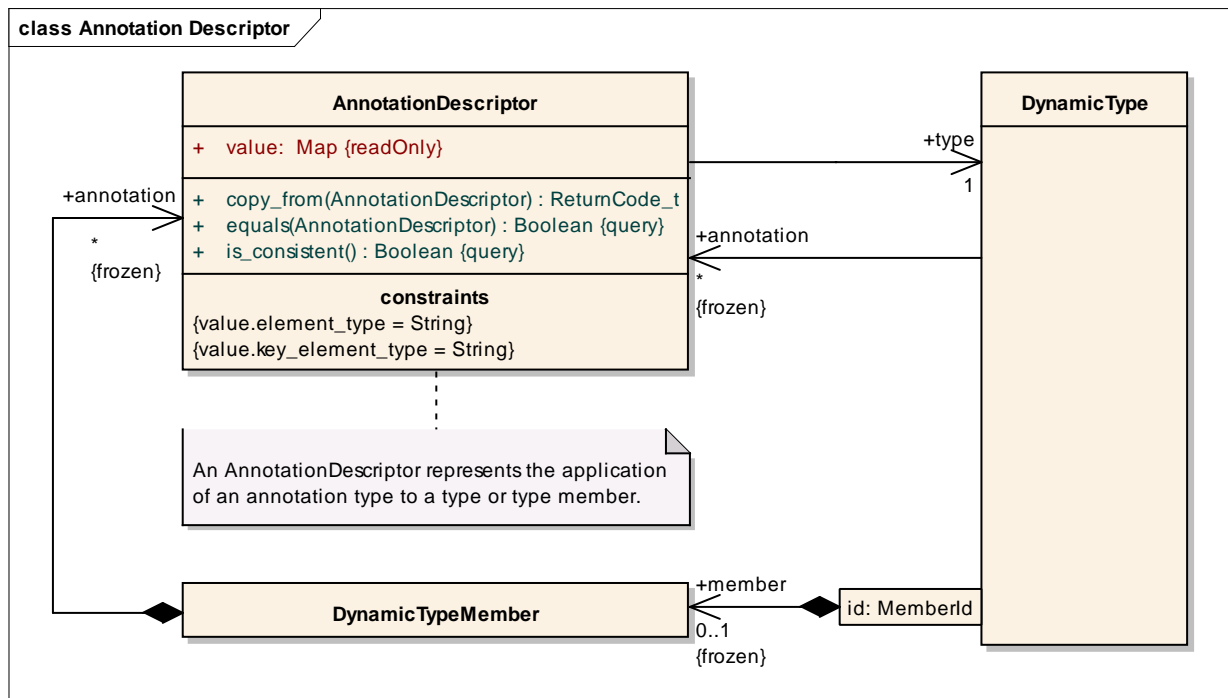 class Annotation Descriptor
AnnotationDescriptor
+ value: Map {readOnly}
+ copy_from(AnnotationDescriptor) : ReturnCode_t
+ equals(AnnotationDescriptor) : Boolean {query}
+ is_consistent() : Boolean {query}
constraints
{value.element_type = String}
{value.key_element_type = String}
DynamicType
+type
1
+annotation
*
{frozen}
+annotation
*
{frozen}
An AnnotationDescriptor represents the application
of an annotation type to a type or type member.
DynamicTypeMember
+member
0..1
{frozen}
id: MemberId